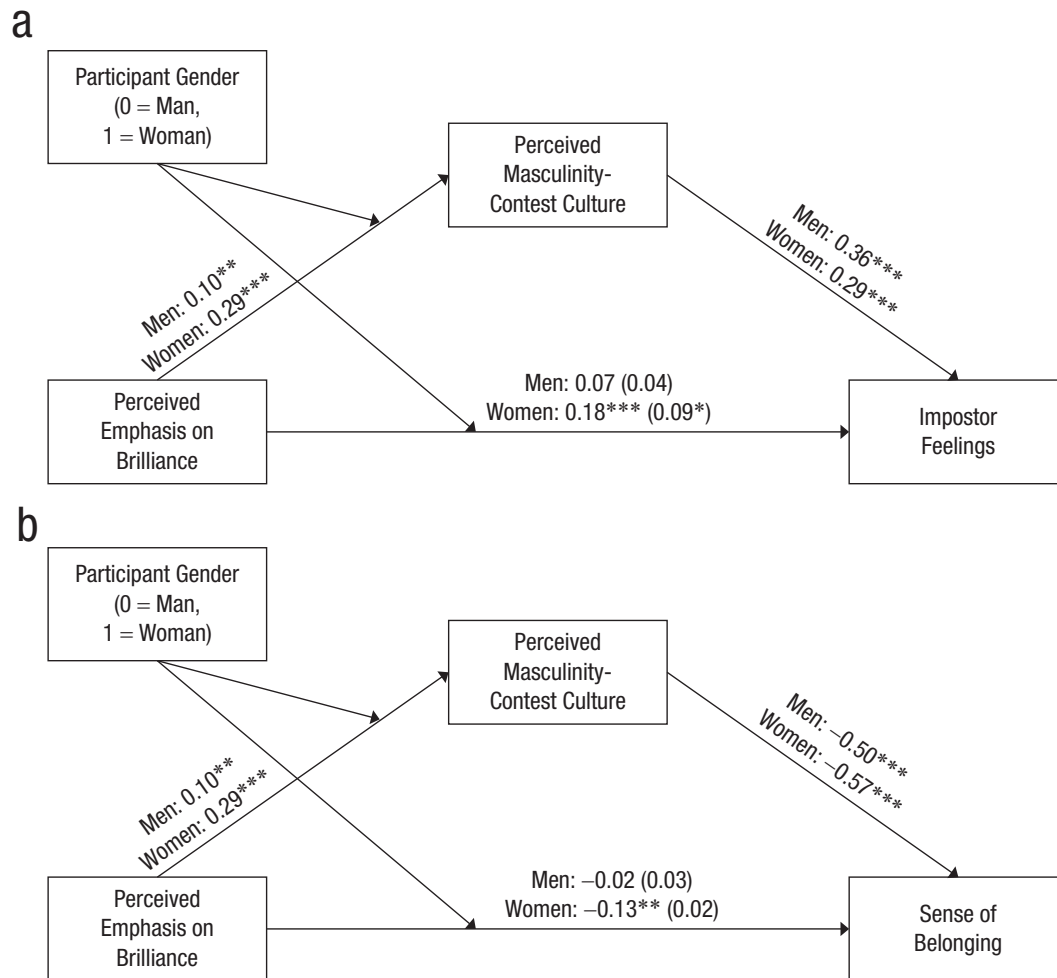 a
Participant Gender
(0 = Man,
1 = Woman)
Perceived
Masculinity-
Contest Culture
Men: 0.10**
Women: 0.29***
Men: 0.36***
Women: 0.29***
Perceived
Emphasis on
Brilliance
Men: 0.07 (0.04)
Women: 0.18*** (0.09*)
Impostor
Feelings
b
Participant Gender
(0 = Man,
1 = Woman)
Perceived
Masculinity-
Contest Culture
Men: 0.10**
Women: 0.29***
Men: −0.50***
Women: −0.57***
Perceived
Emphasis on
Brilliance
Men: −0.02 (0.03)
Women: −0.13** (0.02)
Sense of
Belonging